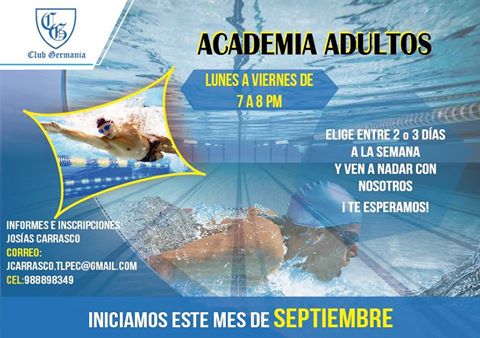 CG
Club Germania
ACADEMIA ADULTOS
LUNES A VIERNES DE
7 A 8 PM
ELIGE ENTRE 2 o 3 DÍAS
A LA SEMANA
Y VEN A NADAR CON
NOSOTROS
¡TE ESPERAMOS!
INFORMES E INSCRIPCIONES:
JOSÍAS CARRASCO
CORREO:
JCARRASCO.TLPEC@GMAIL.COM
CEL:988898349
INICIAMOS ESTE MES DE SEPTIEMBRE